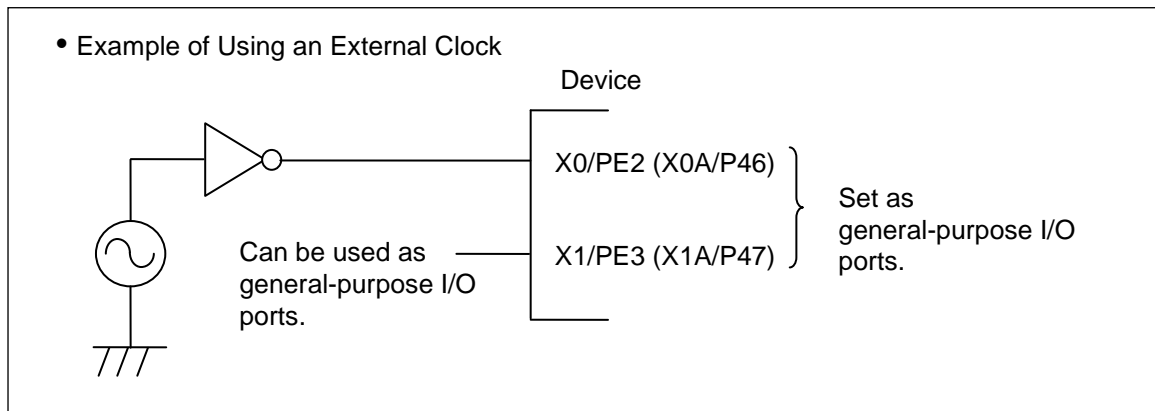 • Example of Using an External Clock
Device
X0/PE2 (X0A/P46)
Set as
general-purpose I/O
ports.
Can be used as
general-purpose I/O
ports.
X1/PE3 (X1A/P47)